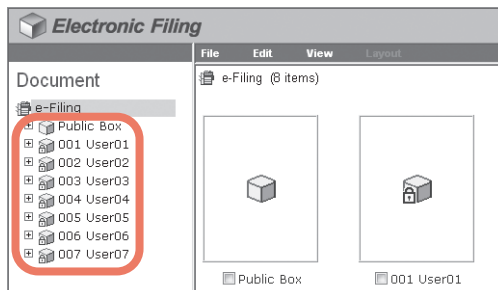 Electronic Filing
File Edit View Layout
Document
e-Filing
Public Box
001 User01
002 User02
003 User03
004 User04
005 User05
006 User06
007 User07
e-Filing (8 items)
Public Box
001 User01